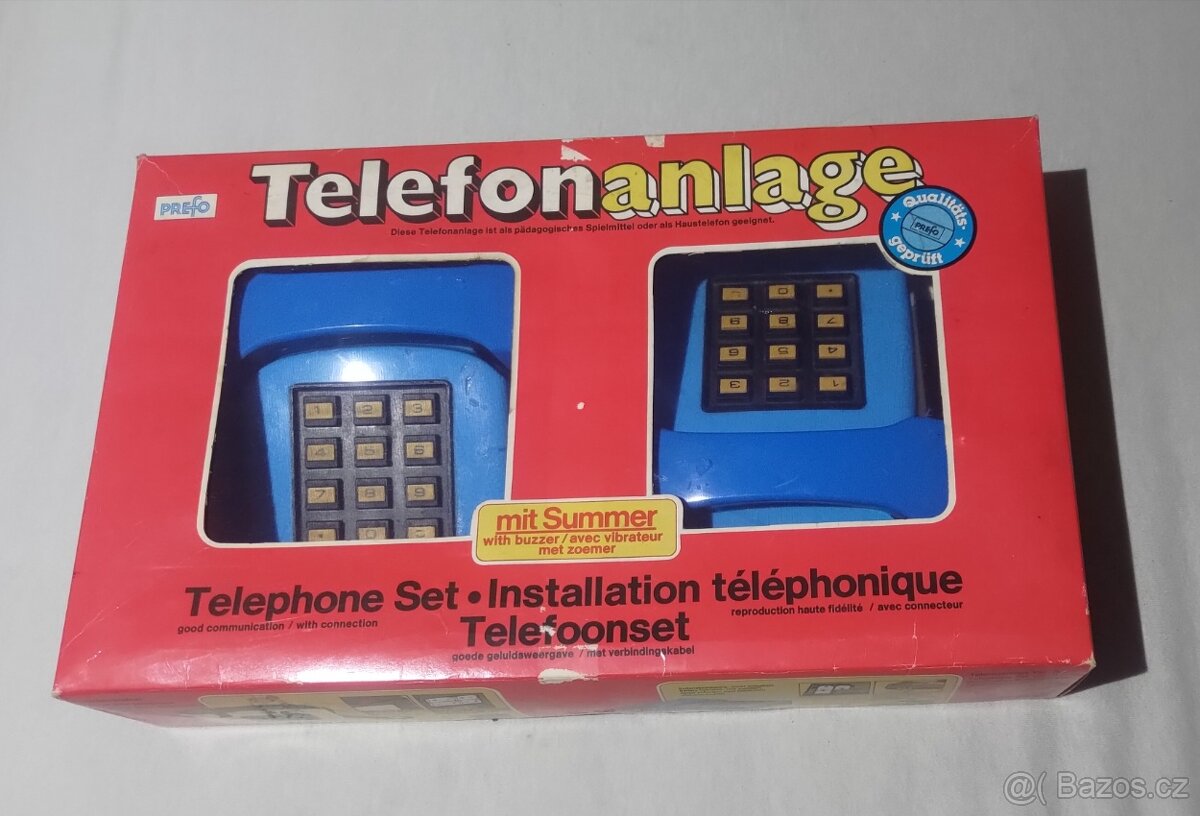 PREFO
Telefonanlage
Diese Telefonanlage ist als pädagogisches Spielmittel oder als Haustelefon geeignet.
Qualitäts-
PREFO
geprüft
* 0
9 8 7
6 5 4
3 2 1
1 2 3
4 5 6
7 8 9
mit Summer
with buzzer / avec vibrateur
met zoemer
Telephone Set • Installation téléphonique
good communication / with connection
reproduction haute fidélité / avec connecteur
Telefoonset
goede geluidsweergave / met verbindingskabel
@( Bazos.cz